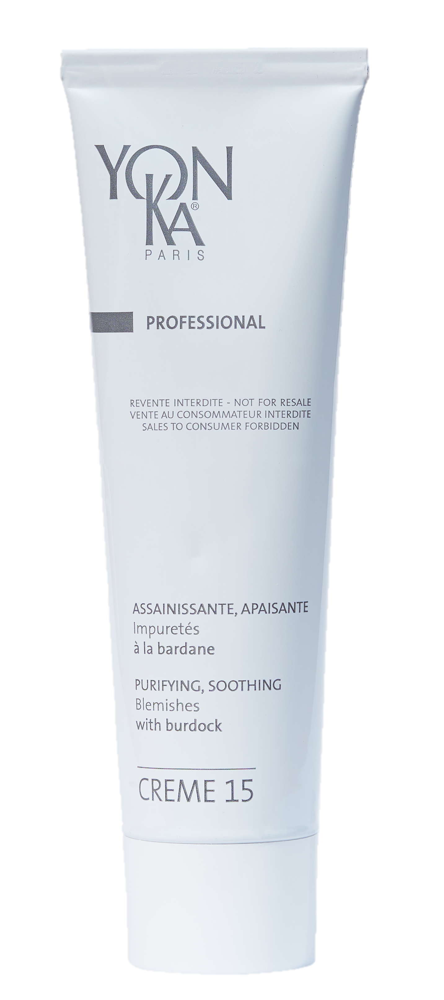 YON
KA®
PARIS
PROFESSIONAL
REVENTE INTERDITE - NOT FOR RESALE
VENTE AU CONSOMMATEUR INTERDITE
SALES TO CONSUMER FORBIDDEN
ASSAINISSANTE, APAISANTE
Impuretés
à la bardane
PURIFYING, SOOTHING
Blemishes
with burdock
CREME 15